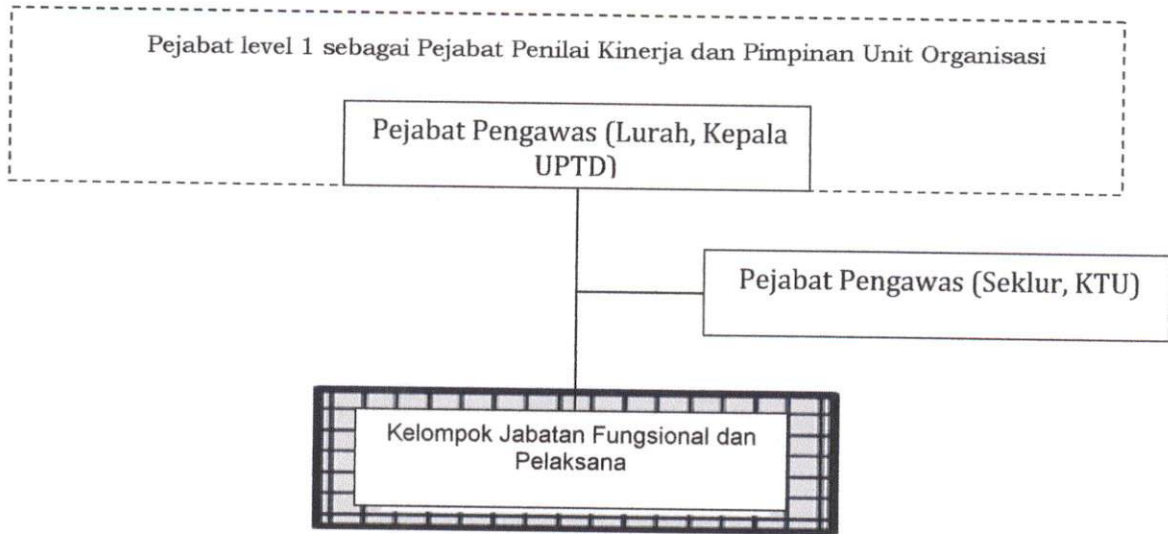 Pejabat level 1 sebagai Pejabat Penilai Kinerja dan Pimpinan Unit Organisasi
Pejabat Pengawas (Lurah, Kepala
UPTD)
Pejabat Pengawas (Seklur, KTU)
Kelompok Jabatan Fungsional dan
Pelaksana